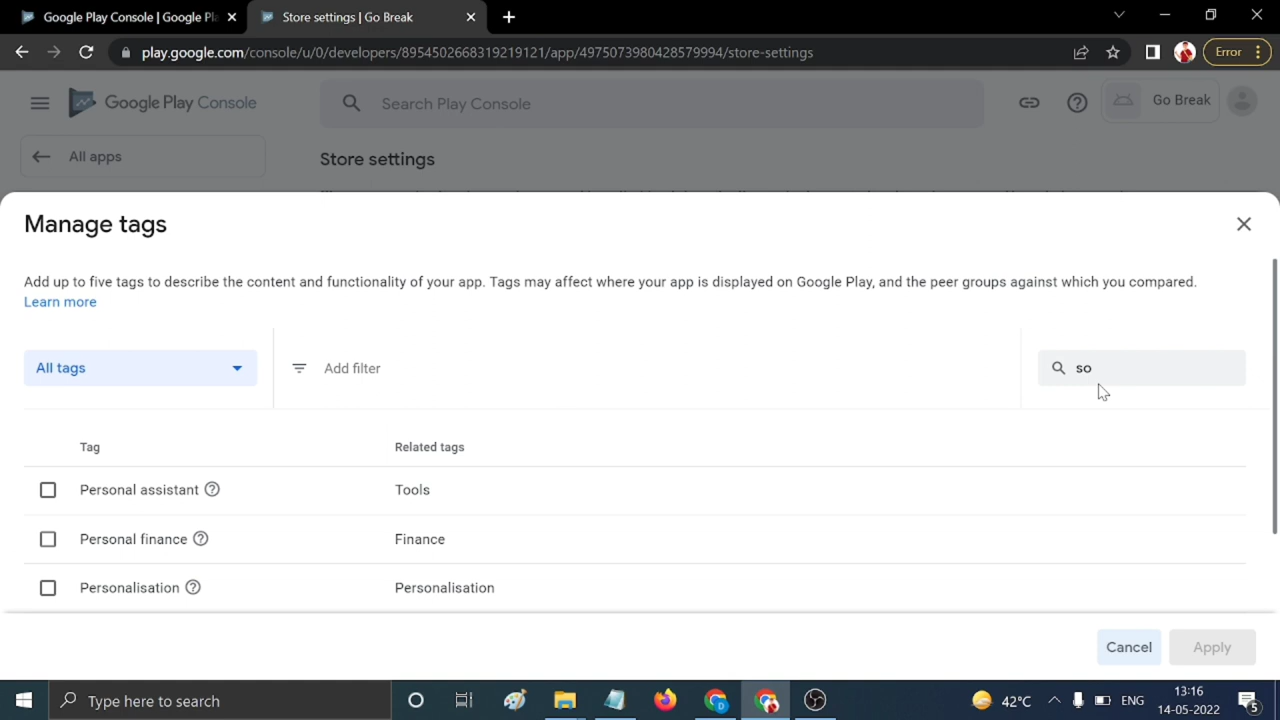 Google Play Console | Google Pl
Store settings | Go Break
play.google.com/console/u/0/developers/8954502668319219121/app/4975073980428579994/store-settings
Error
Google Play Console
Search Play Console
Go Break
All apps
Store settings
Manage tags
Add up to five tags to describe the content and functionality of your app. Tags may affect where your app is displayed on Google Play, and the peer groups against which you compared.
Learn more
All tags
Add filter
so
Tag Related tags
Personal assistant Tools
Personal finance Finance
Personalisation Personalisation
Cancel Apply
Type here to search
42°C
ENG
13:16
14-05-2022
5